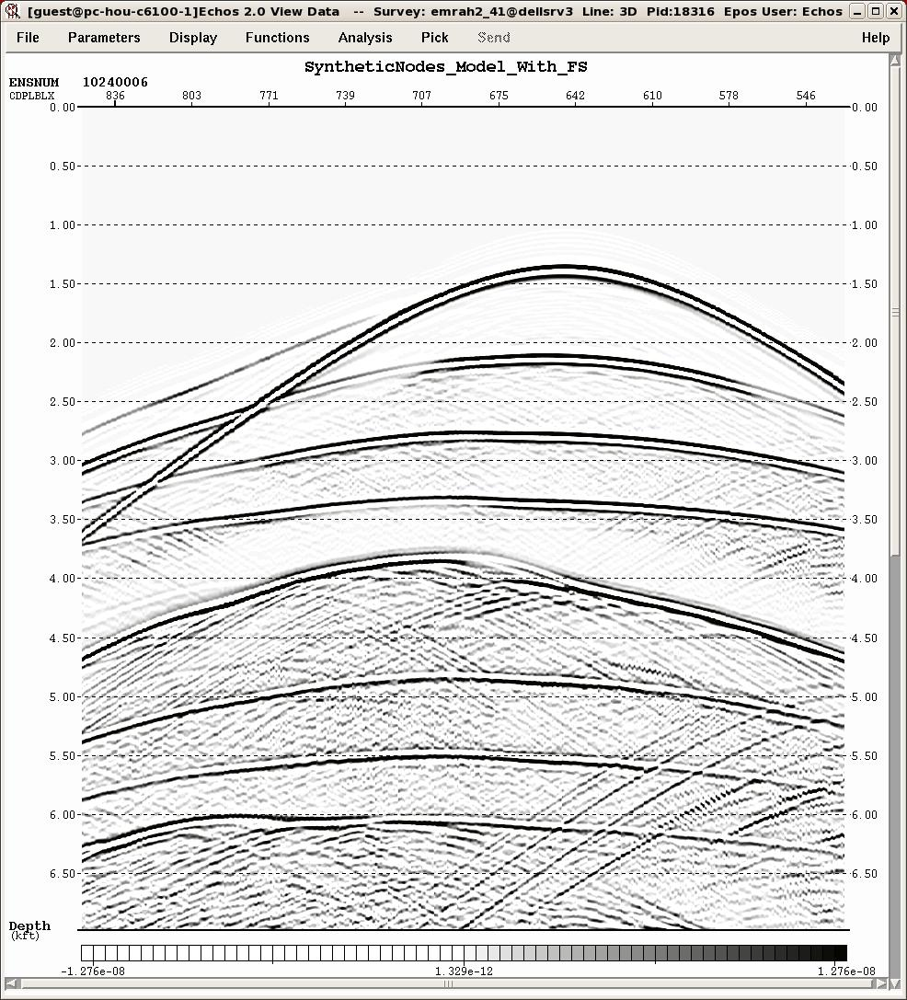 [guest@pc-hou-c6100-1]Echos 2.0 View Data -- Survey: emrah2_41@dellsrv3 Line: 3D Pid:18316 Epos User: Echos
File Parameters Display Functions Analysis Pick Send Help
SyntheticNodes_Model_With_FS
ENSNUM 10240006
CDPLBLX 836 803 771 739 707 675 642 610 578 546
0.00 0.00
0.50 0.50
1.00 1.00
1.50 1.50
2.00 2.00
2.50 2.50
3.00 3.00
3.50 3.50
4.00 4.00
4.50 4.50
5.00 5.00
5.50 5.50
6.00 6.00
6.50 6.50
Depth
(kft)
-1.276e-08 1.329e-12 1.276e-08